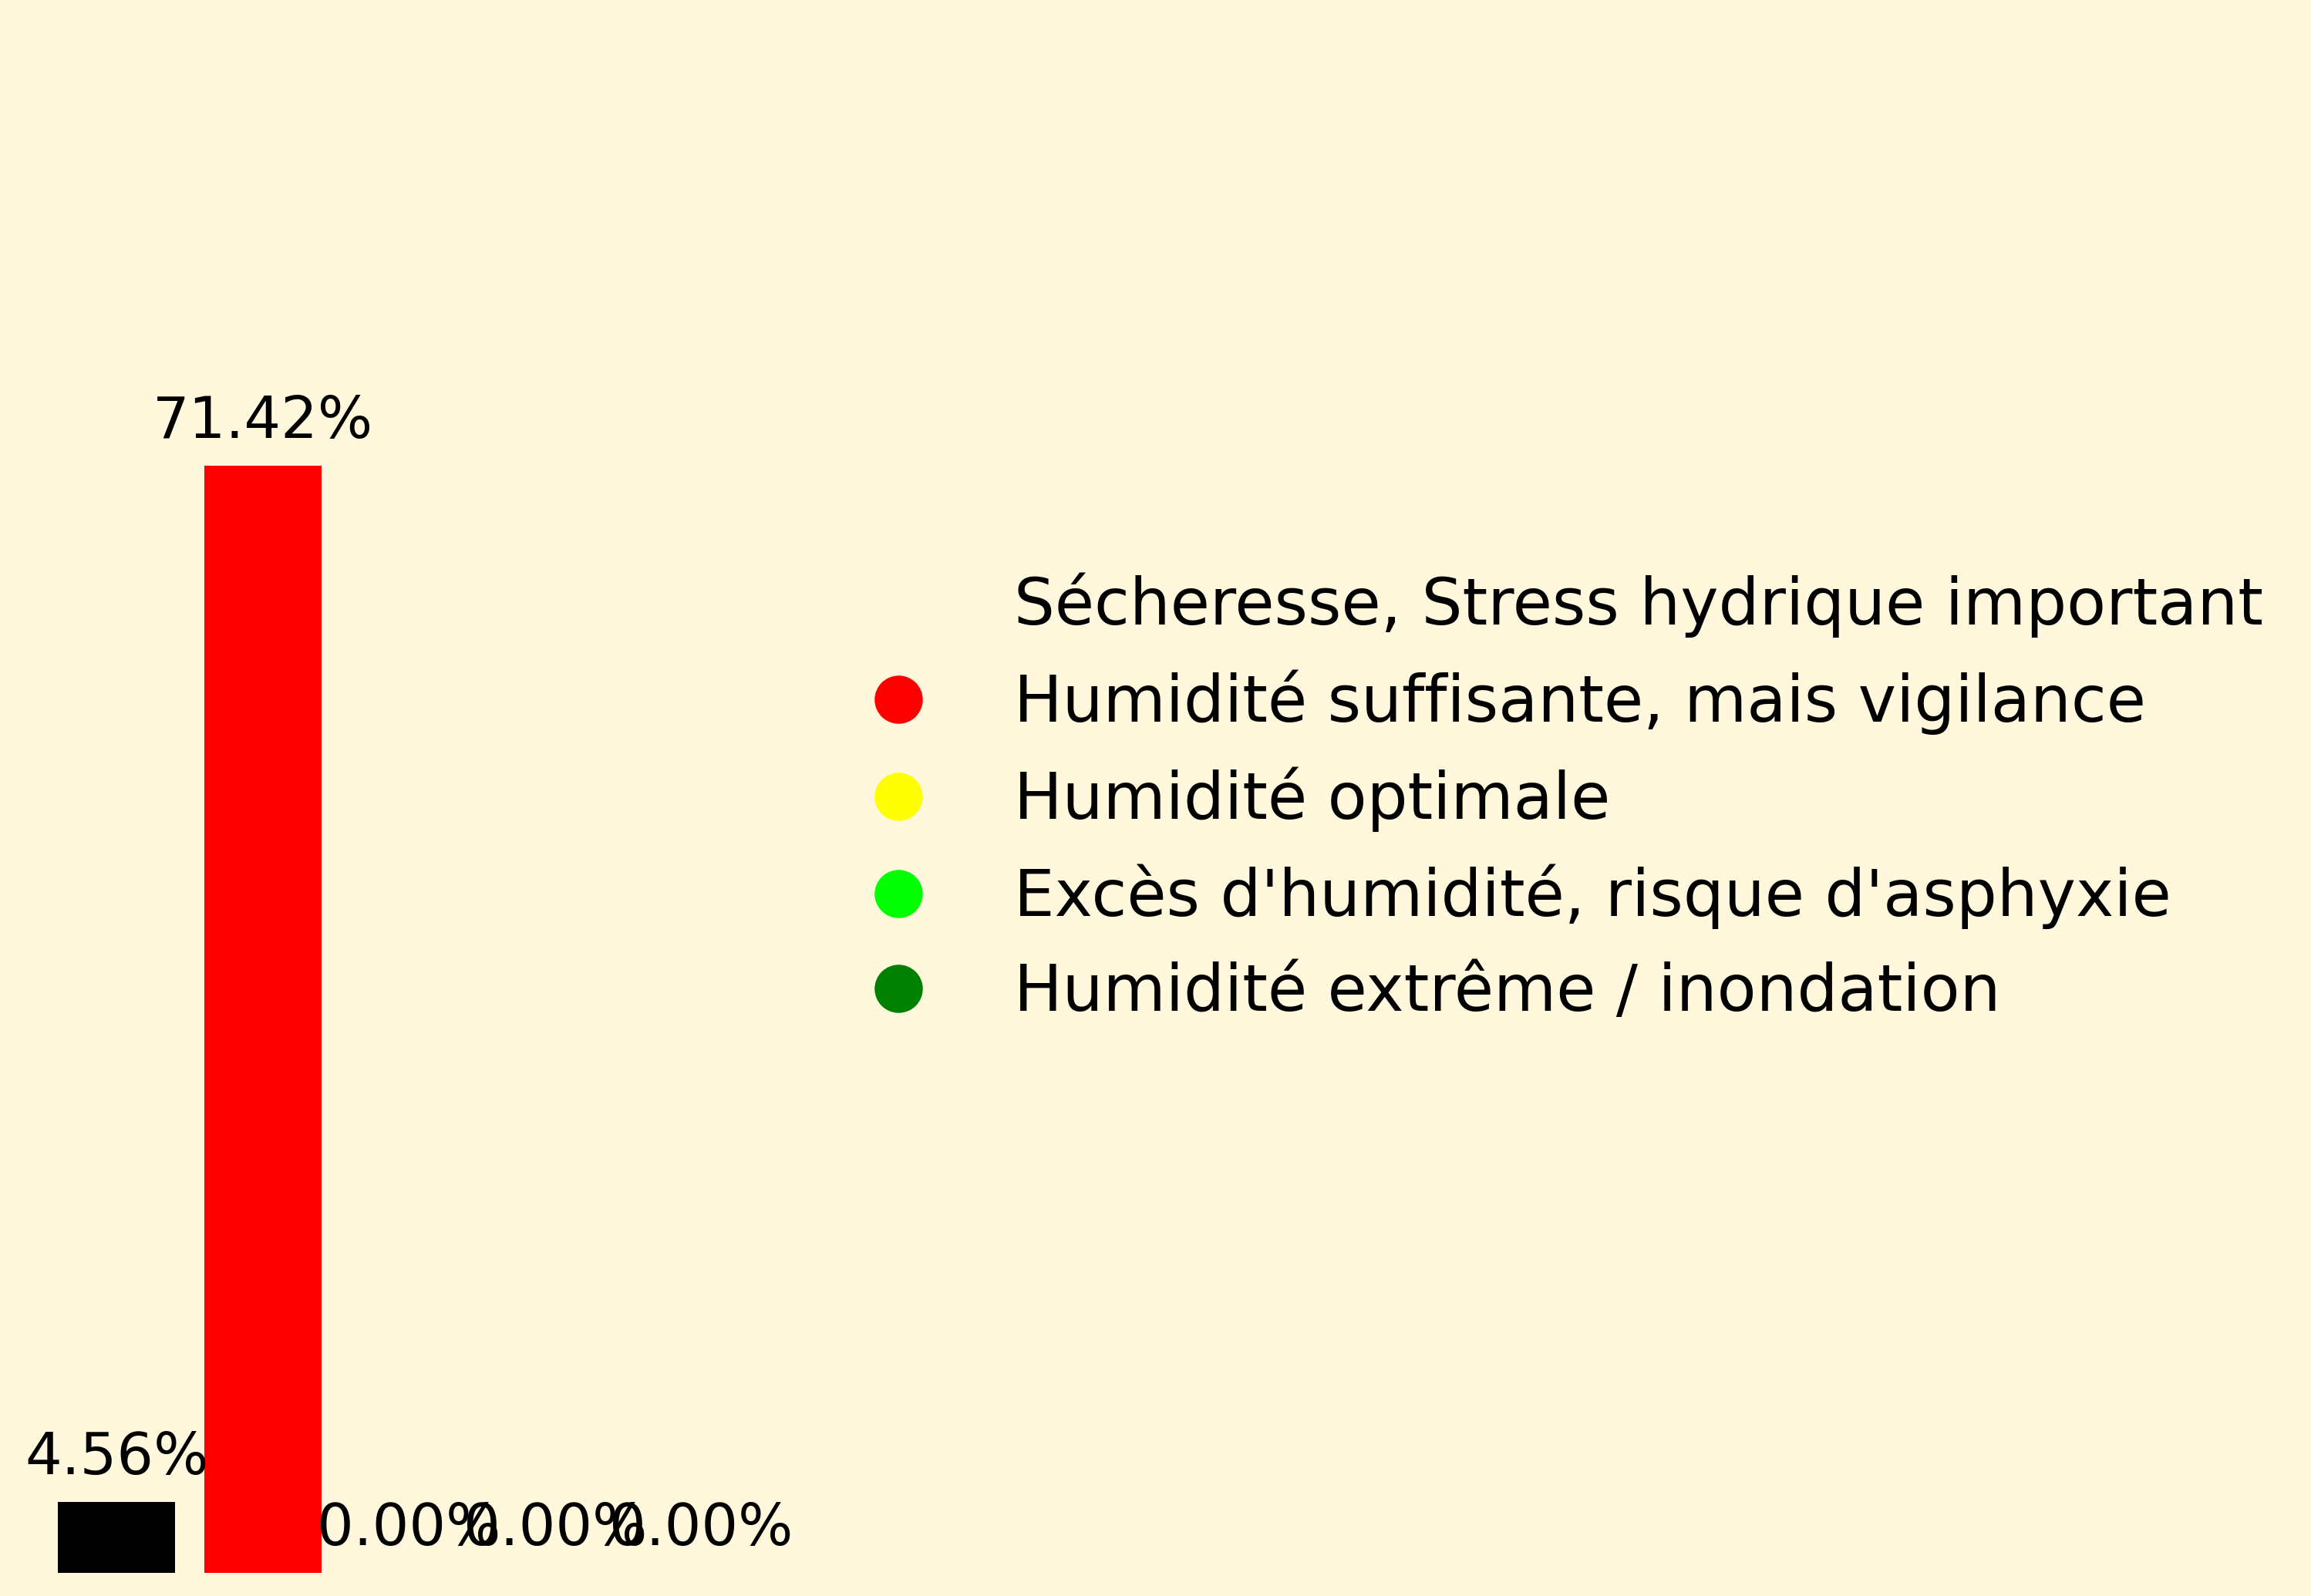 71.42%
Sécheresse, Stress hydrique important
Humidité suffisante, mais vigilance
Humidité optimale
Excès d'humidité, risque d'asphyxie
Humidité extrême / inondation
4.56%
0.00% 0.00% 0.00%